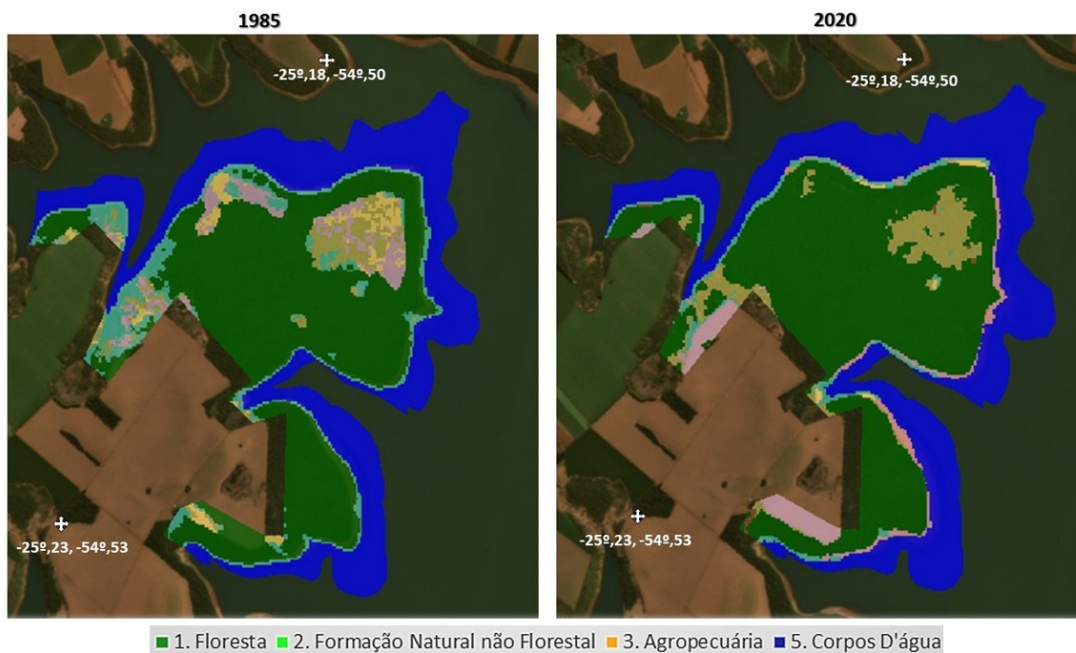 1985
2020
-25º,18, -54º,50
-25º,18, -54º,50
-25º,23, -54º,53
-25º,23, -54º,53
1. Floresta 2. Formação Natural não Florestal 3. Agropecuária 5. Corpos D'água